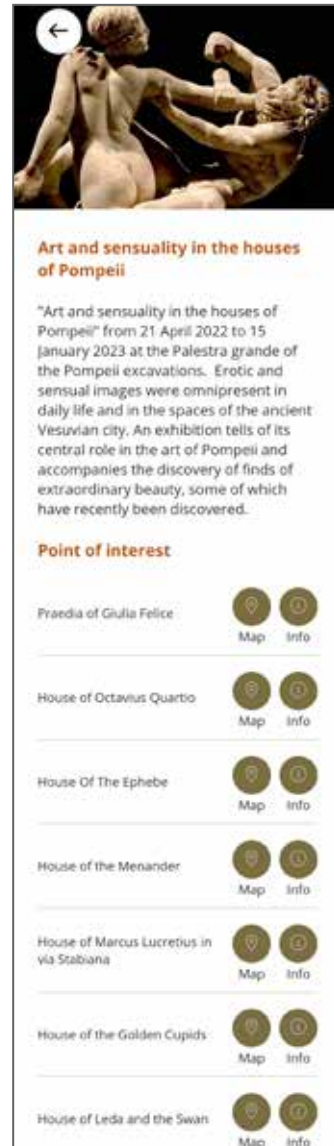 Art and sensuality in the houses
of Pompeii
"Art and sensuality in the houses of
Pompeii" from 21 April 2022 to 15
January 2023 at the Palestra grande of
the Pompeii excavations. Erotic and
sensual images were omnipresent in
daily life and in the spaces of the ancient
Vesuvian city. An exhibition tells of its
central role in the art of Pompeii and
accompanies the discovery of finds of
extraordinary beauty, some of which
have recently been discovered.
Point of interest
Praedia of Giulia Felice
Map Info
House of Octavius Quartio
Map Info
House Of The Ephebe
Map Info
House of the Menander
Map Info
House of Marcus Lucretius in
via Stabiana
Map Info
House of the Golden Cupids
Map Info
House of Leda and the Swan
Map Info